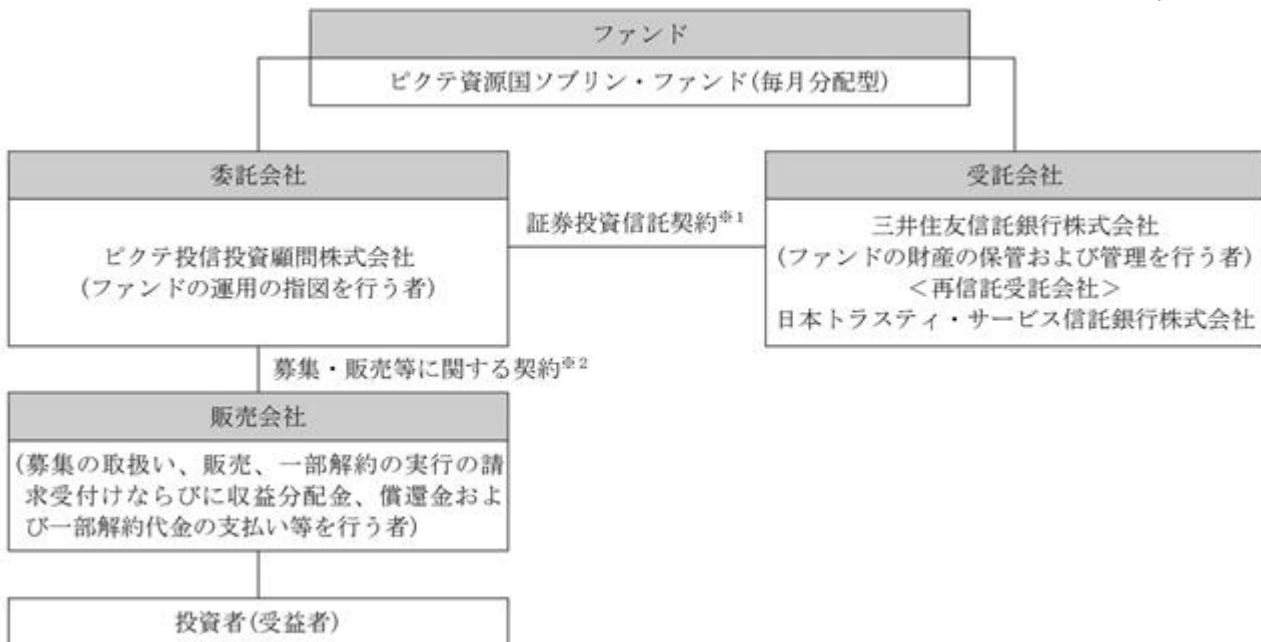 ファンド
ピクテ資源国ソブリン・ファンド(毎月分配型)
委託会社
ピクテ投信投資顧問株式会社
(ファンドの運用の指図を行う者)
証券投資信託契約※1
受託会社
三井住友信託銀行株式会社
(ファンドの財産の保管および管理を行う者)
<再信託受託会社>
日本トラスティ・サービス信託銀行株式会社
募集・販売等に関する契約※2
販売会社
(募集の取扱い、販売、一部解約の実行の請
求受付けならびに収益分配金、償還金およ
び一部解約代金の支払い等を行う者)
投資者(受益者)